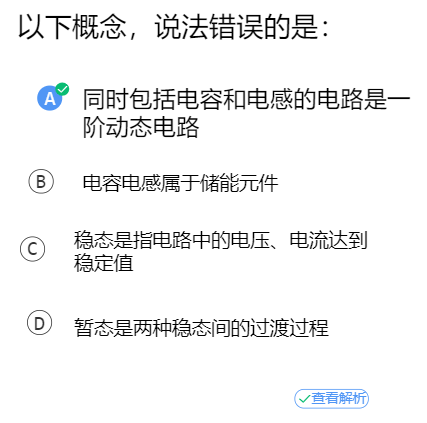 以下概念，说法错误的是：
A 同时包括电容和电感的电路是一
阶动态电路
B 电容电感属于储能元件
C 稳态是指电路中的电压、电流达到
稳定值
D 暂态是两种稳态间的过渡过程
查看解析